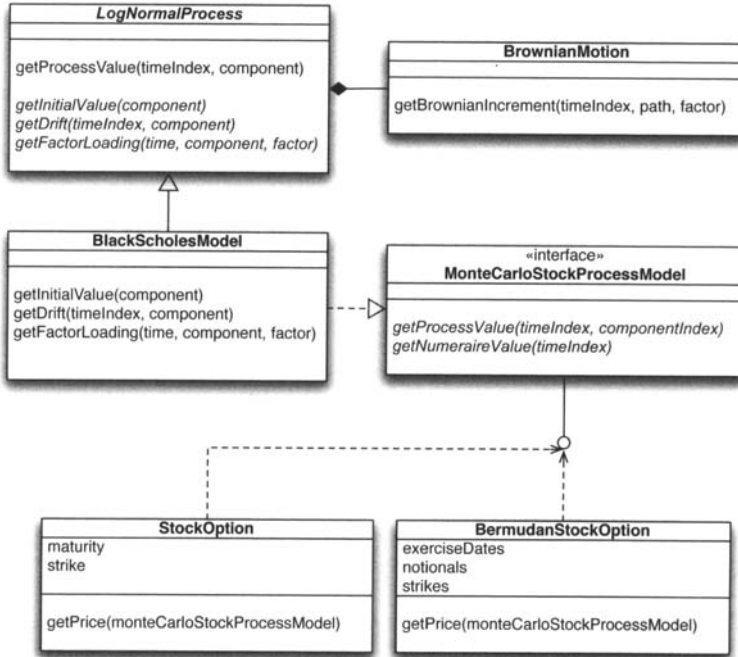 LogNormalProcess
getProcessValue(timeIndex, component)
getInitialValue(component)
getDrift(timeIndex, component)
getFactorLoading(time, component, factor)
BrownianMotion
getBrownianIncrement(timeIndex, path, factor)
BlackScholesModel
getInitialValue(component)
getDrift(timeIndex, component)
getFactorLoading(time, component, factor)
«interface»
MonteCarloStockProcessModel
getProcessValue(timeIndex, componentIndex)
getNumeraireValue(timeIndex)
StockOption
maturity
strike
getPrice(monteCarloStockProcessModel)
BermudanStockOption
exerciseDates
notionals
strikes
getPrice(monteCarloStockProcessModel)